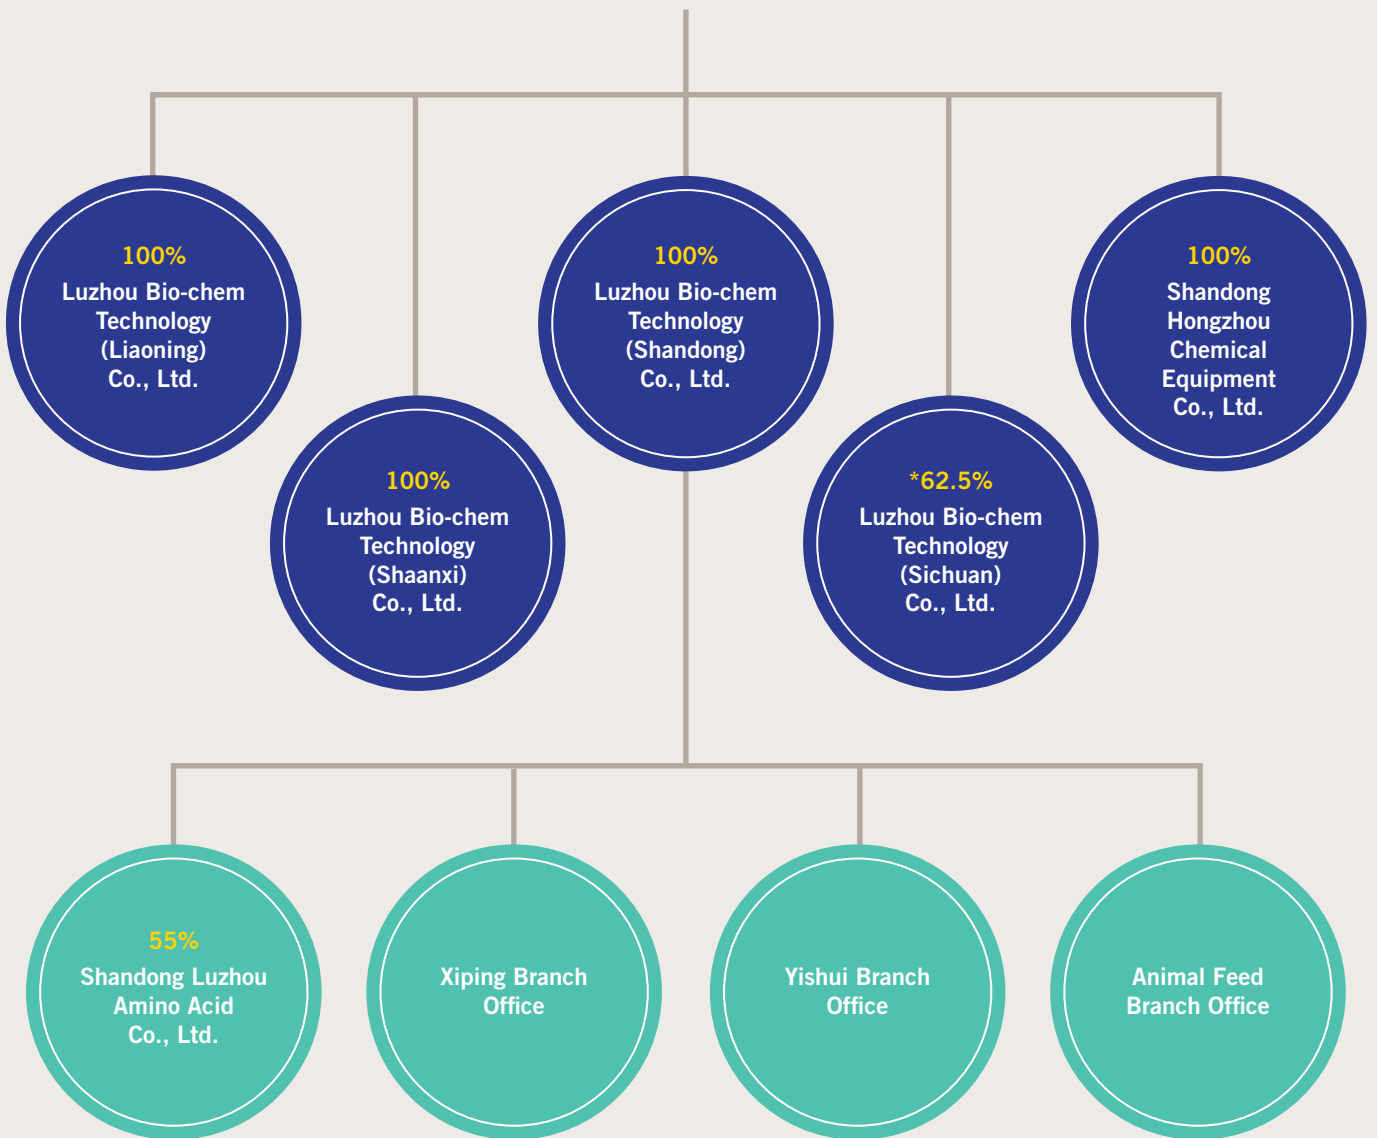 100%
Luzhou Bio-chem
Technology
(Liaoning)
Co., Ltd.
100%
Luzhou Bio-chem
Technology
(Shandong)
Co., Ltd.
100%
Shandong
Hongzhou
Chemical
Equipment
Co., Ltd.
100%
Luzhou Bio-chem
Technology
(Shaanxi)
Co., Ltd.
*62.5%
Luzhou Bio-chem
Technology
(Sichuan)
Co., Ltd.
55%
Shandong Luzhou
Amino Acid
Co., Ltd.
Xiping Branch
Office
Yishui Branch
Office
Animal Feed
Branch Office